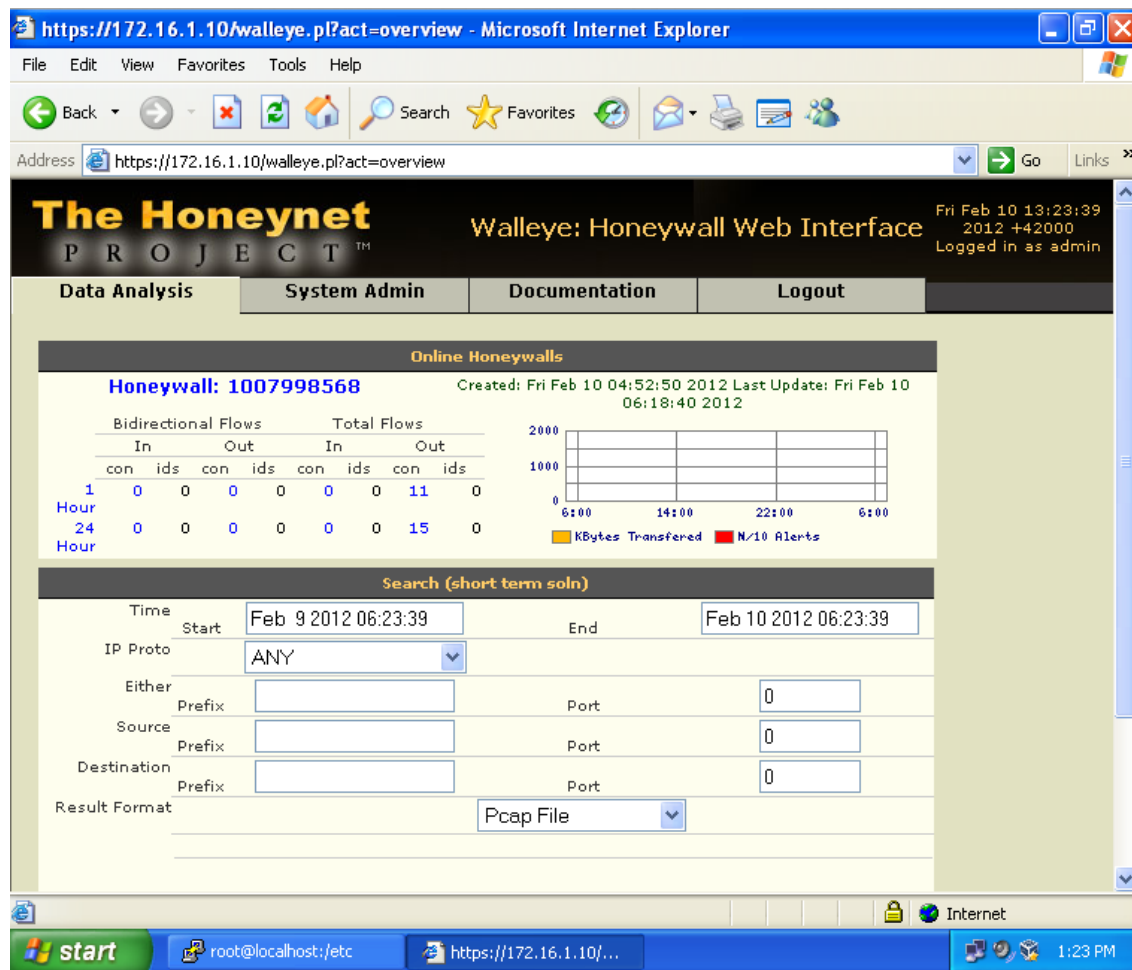 https://172.16.1.10/walleye.pl?act=overview - Microsoft Internet Explorer
File Edit View Favorites Tools Help
Back Search Favorites
Address https://172.16.1.10/walleye.pl?act=overview Go Links »
The Honeynet
PROJECT™
Walleye: Honeywall Web Interface
Fri Feb 10 13:23:39
2012 +42000
Logged in as admin
Data Analysis System Admin Documentation Logout
Online Honeywalls
Honeywall: 1007998568
Created: Fri Feb 10 04:52:50 2012 Last Update: Fri Feb 10
06:18:40 2012
Bidirectional Flows Total Flows
In Out In Out
con ids con ids con ids con ids
1 Hour 0 0 0 0 0 0 11 0
24 Hour 0 0 0 0 0 0 15 0
2000
1000
0
6:00 14:00 22:00 6:00
KBytes Transfered N/10 Alerts
Search (short term soln)
Time Start Feb 9 2012 06:23:39 End Feb 10 2012 06:23:39
IP Proto ANY
Either Prefix Port 0
Source Prefix Port 0
Destination Prefix Port 0
Result Format Pcap File
Internet
start root@localhost:/etc https://172.16.1.10/... 1:23 PM